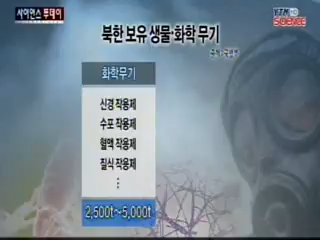 사이언스 투데이
YTN
SCIENCE
북한 보유 생물·화학 무기
화학무기
신경 작용제
수포 작용제
혈액 작용제
질식 작용제
⋮
2,500t~5,000t